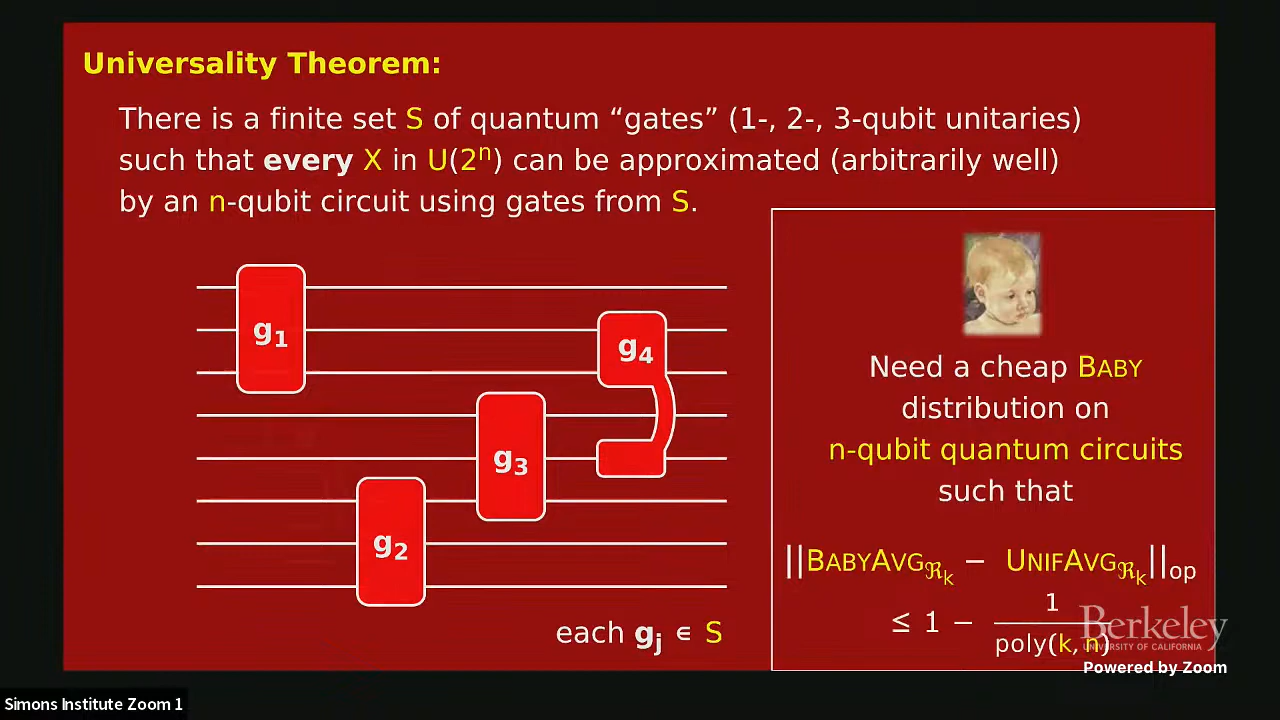 Universality Theorem:
There is a finite set S of quantum “gates” (1-, 2-, 3-qubit unitaries)
such that every X in U(2ⁿ) can be approximated (arbitrarily well)
by an n-qubit circuit using gates from S.
g₁
g₂
g₃
g₄
each gⱼ ∈ S
Need a cheap BABY
distribution on
n-qubit quantum circuits
such that
||BABYAVG_ℜₖ − UNIFAVG_ℜₖ||op
≤ 1 − 1
poly(k, n)
Berkeley
UNIVERSITY OF CALIFORNIA
Powered by Zoom
Simons Institute Zoom 1